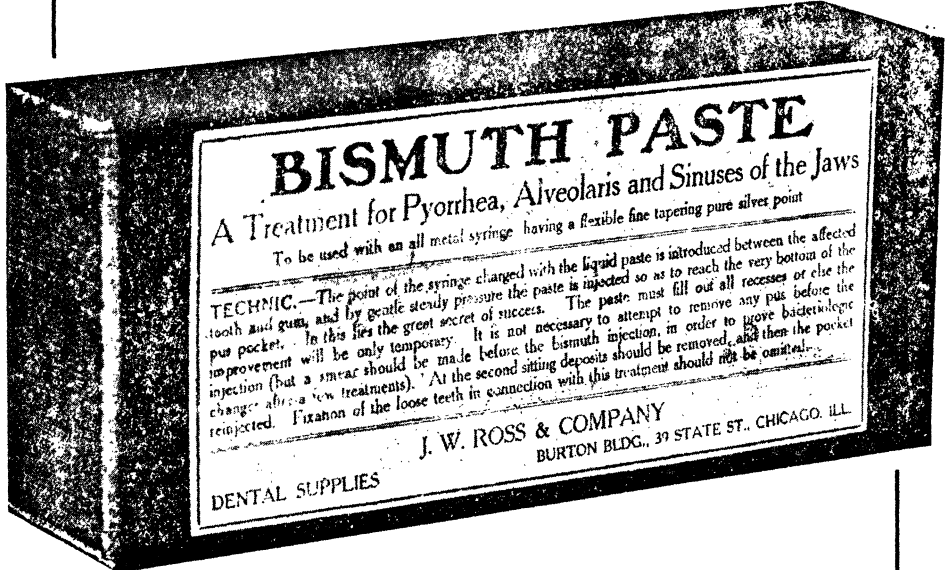 BISMUTH PASTE
A Treatment for Pyorrhea, Alveolaris and Sinuses of the Jaws
To be used with an all metal syringe having a flexible fine tapering pure silver point
TECHNIC.—The point of the syringe charged with the liquid paste is introduced between the affected
tooth and gum, and by gentle steady pressure the paste is injected so as to reach the very bottom of the
pus pocket. In this lies the great secret of success. The paste must fill out all recesses or else the
improvement will be only temporary. It is not necessary to attempt to remove any pus before the
injection (but a smear should be made before the bismuth injection, in order to prove bacteriologic
changes after a few treatments). At the second sitting deposits should be removed, and then the pocket
reinjected. Fixation of the loose teeth in connection with this treatment should not be omitted.
J. W. ROSS & COMPANY
BURTON BLDG., 39 STATE ST., CHICAGO, ILL.
DENTAL SUPPLIES